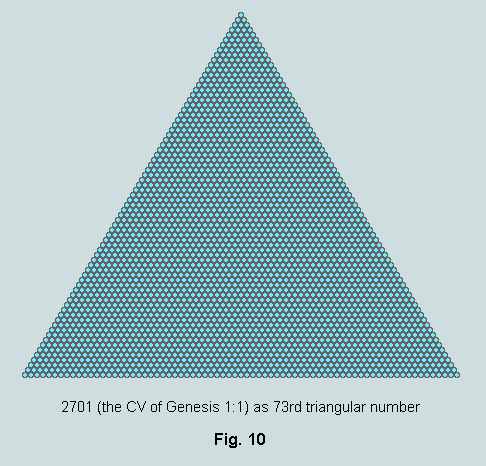 2701 (the CV of Genesis 1:1) as 73rd triangular number
Fig. 10